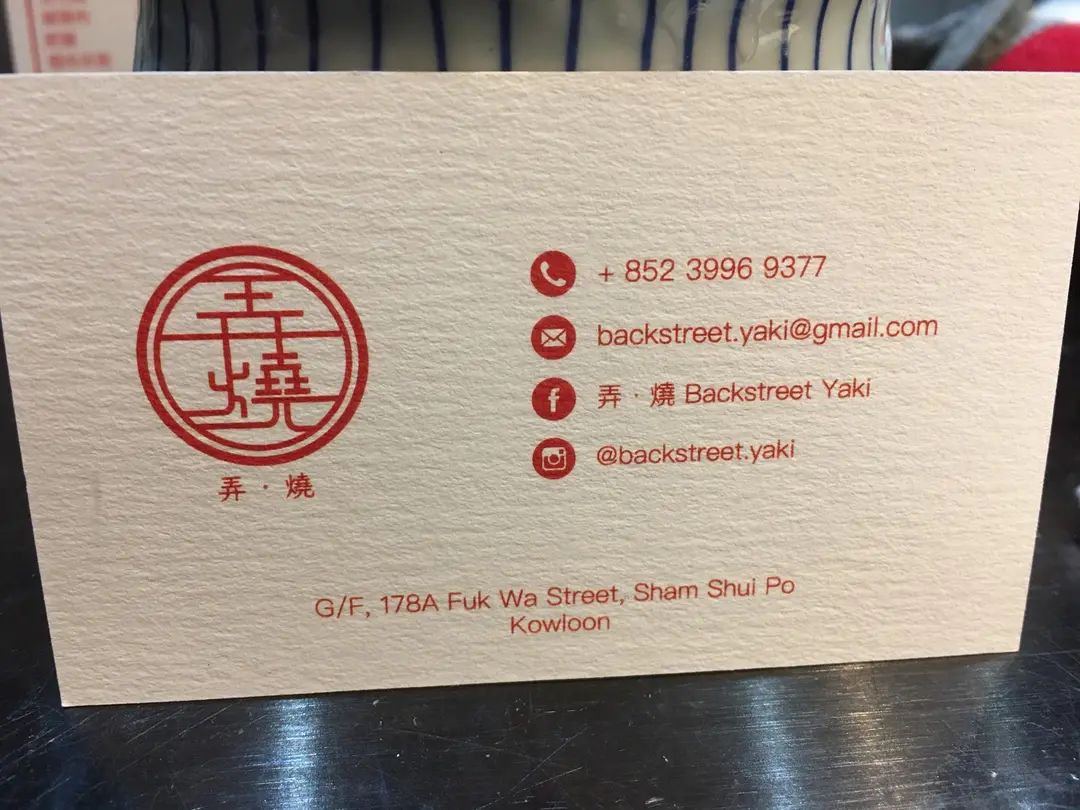 弄燒
弄·燒
+ 852 3996 9377
backstreet.yaki@gmail.com
弄·燒 Backstreet Yaki
@backstreet.yaki
G/F, 178A Fuk Wa Street, Sham Shui Po
Kowloon